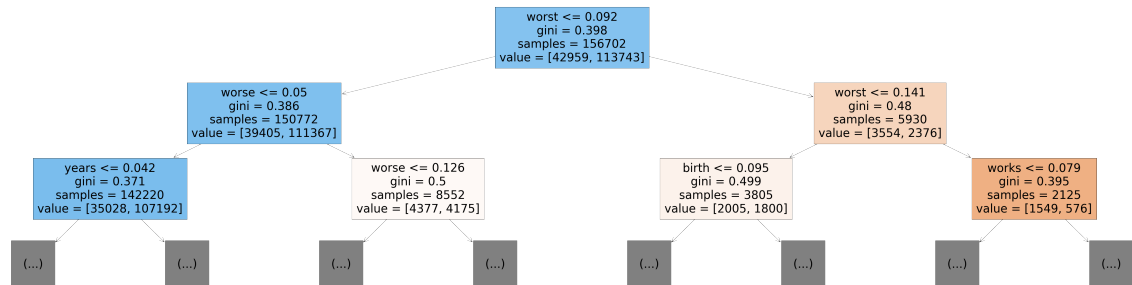 worst <= 0.092
gini = 0.398
samples = 156702
value = [42959, 113743]
worse <= 0.05
gini = 0.386
samples = 150772
value = [39405, 111367]
worst <= 0.141
gini = 0.48
samples = 5930
value = [3554, 2376]
years <= 0.042
gini = 0.371
samples = 142220
value = [35028, 107192]
worse <= 0.126
gini = 0.5
samples = 8552
value = [4377, 4175]
birth <= 0.095
gini = 0.499
samples = 3805
value = [2005, 1800]
works <= 0.079
gini = 0.395
samples = 2125
value = [1549, 576]
(...)
(...)
(...)
(...)
(...)
(...)
(...)
(...)